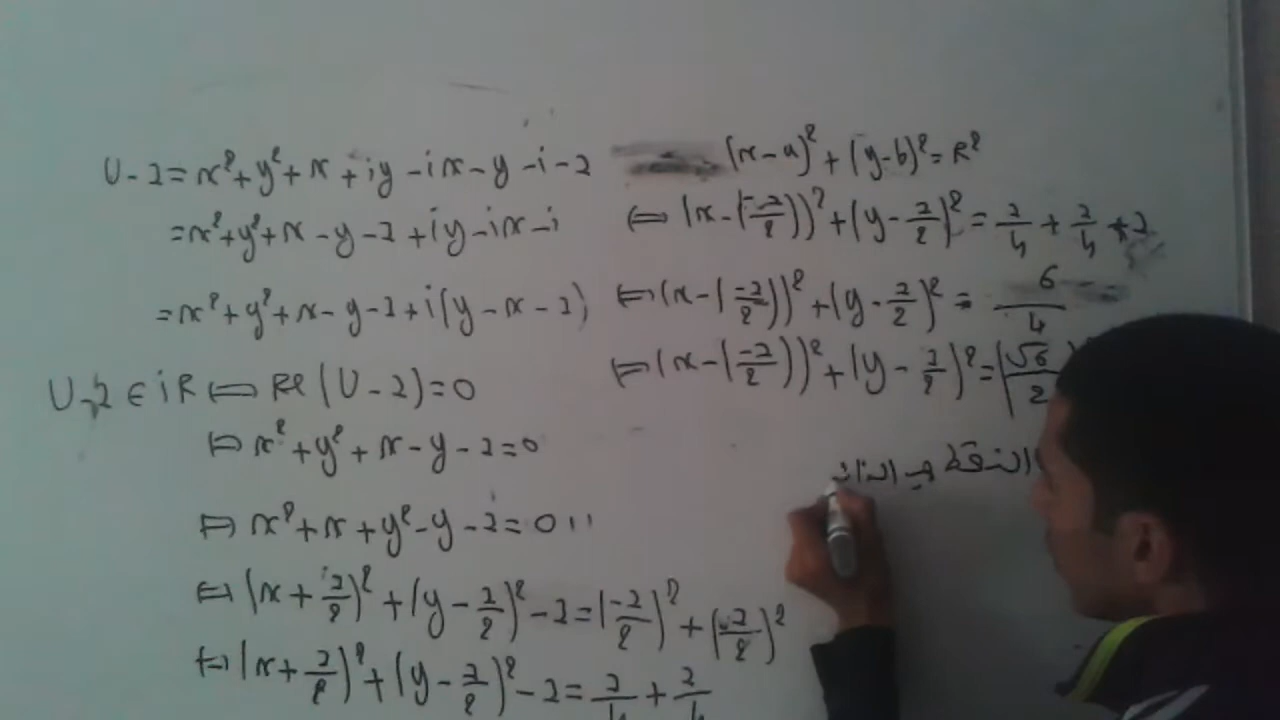 U-1=x²+y²+x+iy-ix-y-i-1
=x²+y²+x-y-1+iy-ix-i
=x²+y²+x-y-1+i(y-x-1)
U-1∈iR ⇔ Re(U-1)=0
⇔ x²+y²+x-y-1=0
⇔ x²+x+y²-y-1=0
⇔ (x+1/2)²+(y-1/2)²-1=(-1/2)²+(-1/2)²
⇔ (x+1/2)²+(y-1/2)²-1=1/4+1/4
(x-a)²+(y-b)²=R²
⇔ (x-(-1/2))²+(y-1/2)²=1/4+1/4+1
⇔ (x-(-1/2))²+(y-1/2)²=6/4
⇔ (x-(-1/2))²+(y-1/2)²=(√6/2)
النقط هي الدائ